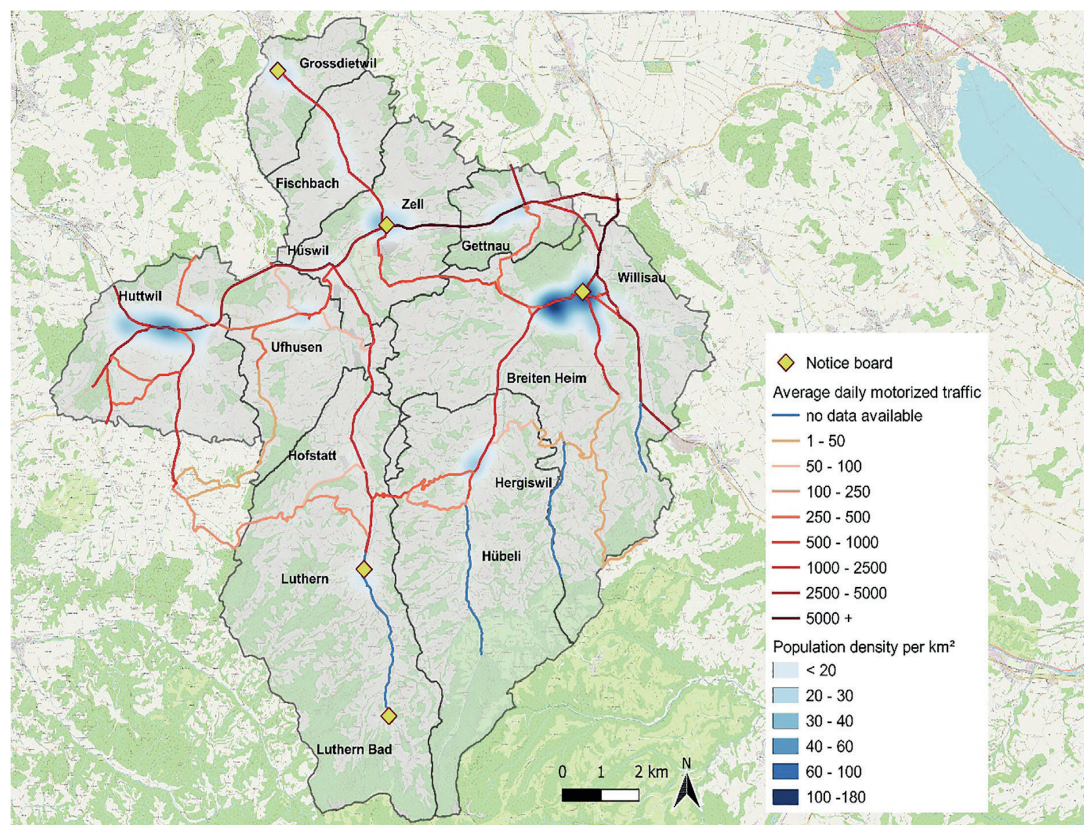 Grossdietwil
Fischbach
Zell
Hüswil
Gettnau
Huttwil
Willisau
Ufhusen
Breiten Heim
Hofstatt
Hergiswil
Hübeli
Luthern
Luthern Bad
Notice board
Average daily motorized traffic
no data available
1 - 50
50 - 100
100 - 250
250 - 500
500 - 1000
1000 - 2500
2500 - 5000
5000 +
Population density per km²
< 20
20 - 30
30 - 40
40 - 60
60 - 100
100 -180
0 1 2 km
N